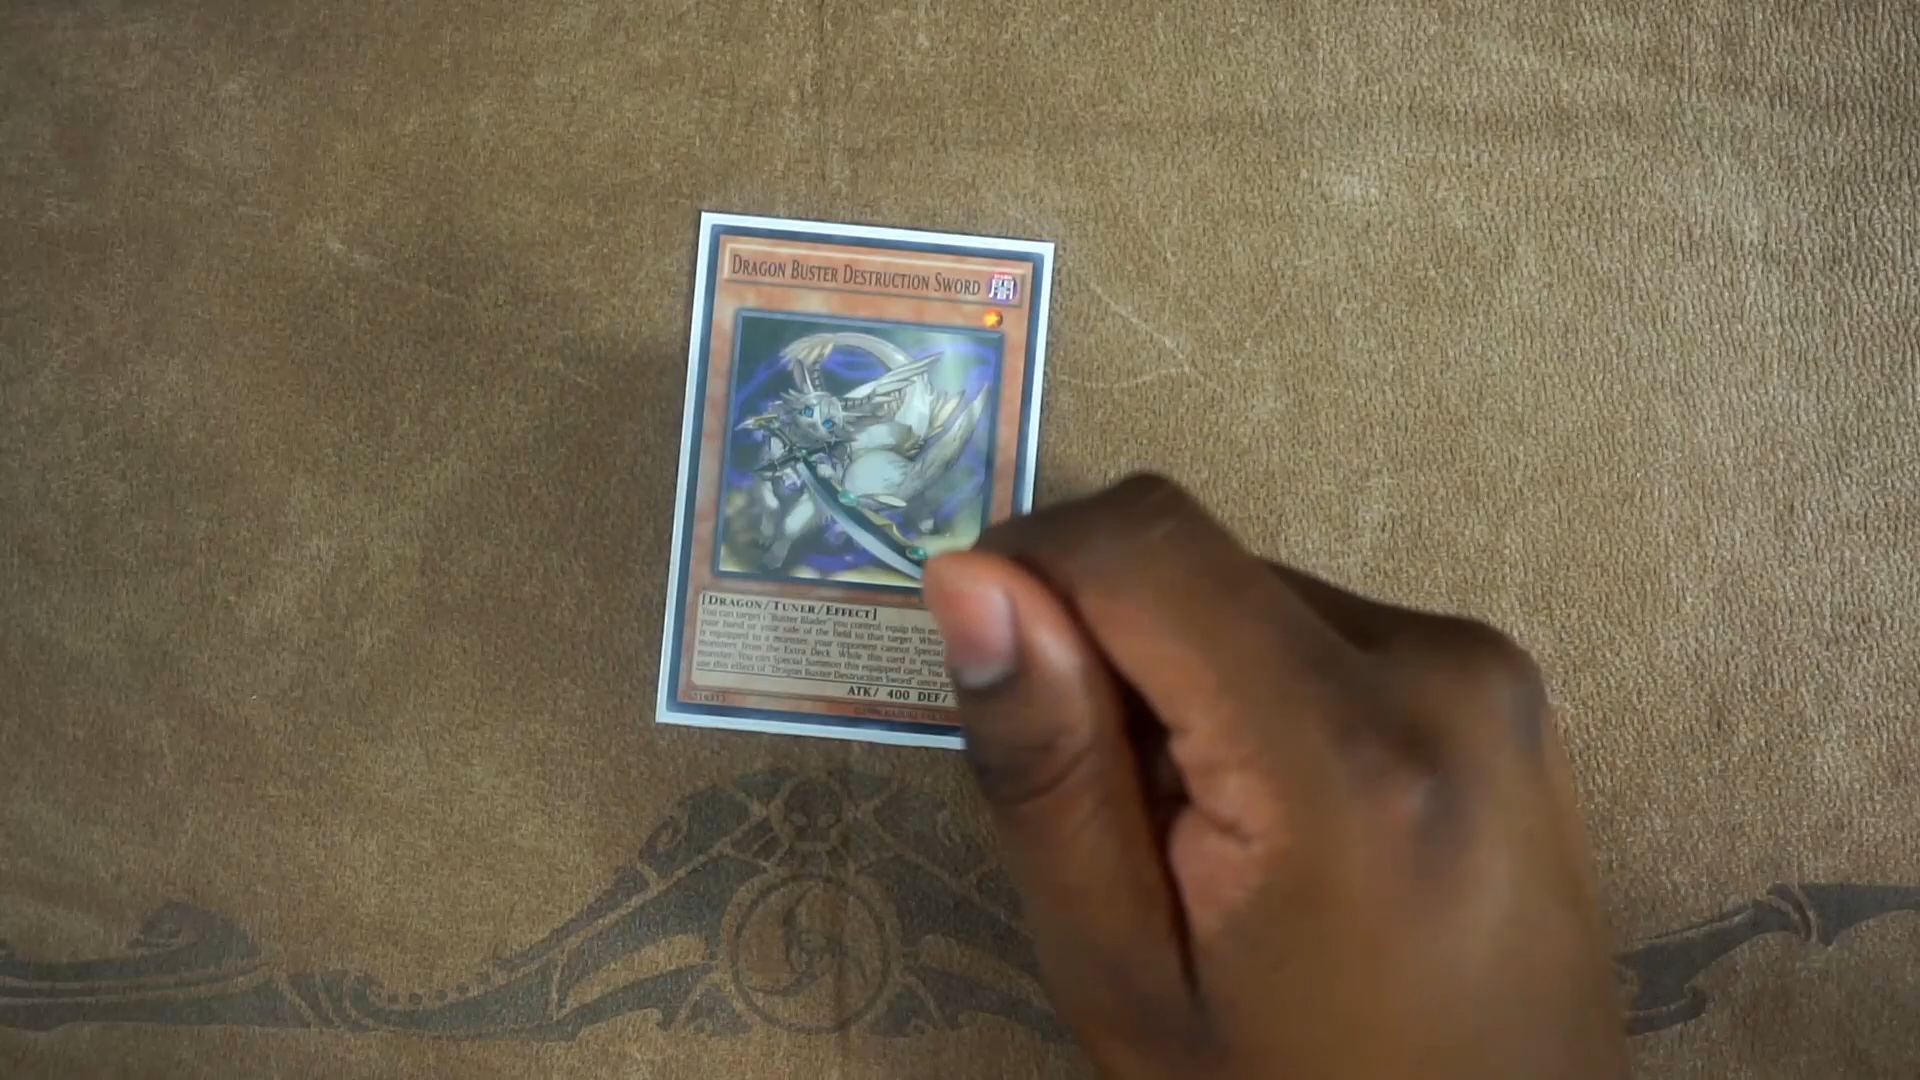 DRAGON BUSTER DESTRUCTION SWORD
闇
[DRAGON/TUNER/EFFECT]
You can target 1 "Buster Blader" you control; equip this
your hand or your side of the field to that target. While
is equipped to a monster, your opponent cannot Special
monsters from the Extra Deck. While this card is
monster: You can Special Summon this equipped card. You
use this effect of "Dragon Buster Destruction Sword" once
ATK/ 400 DEF/